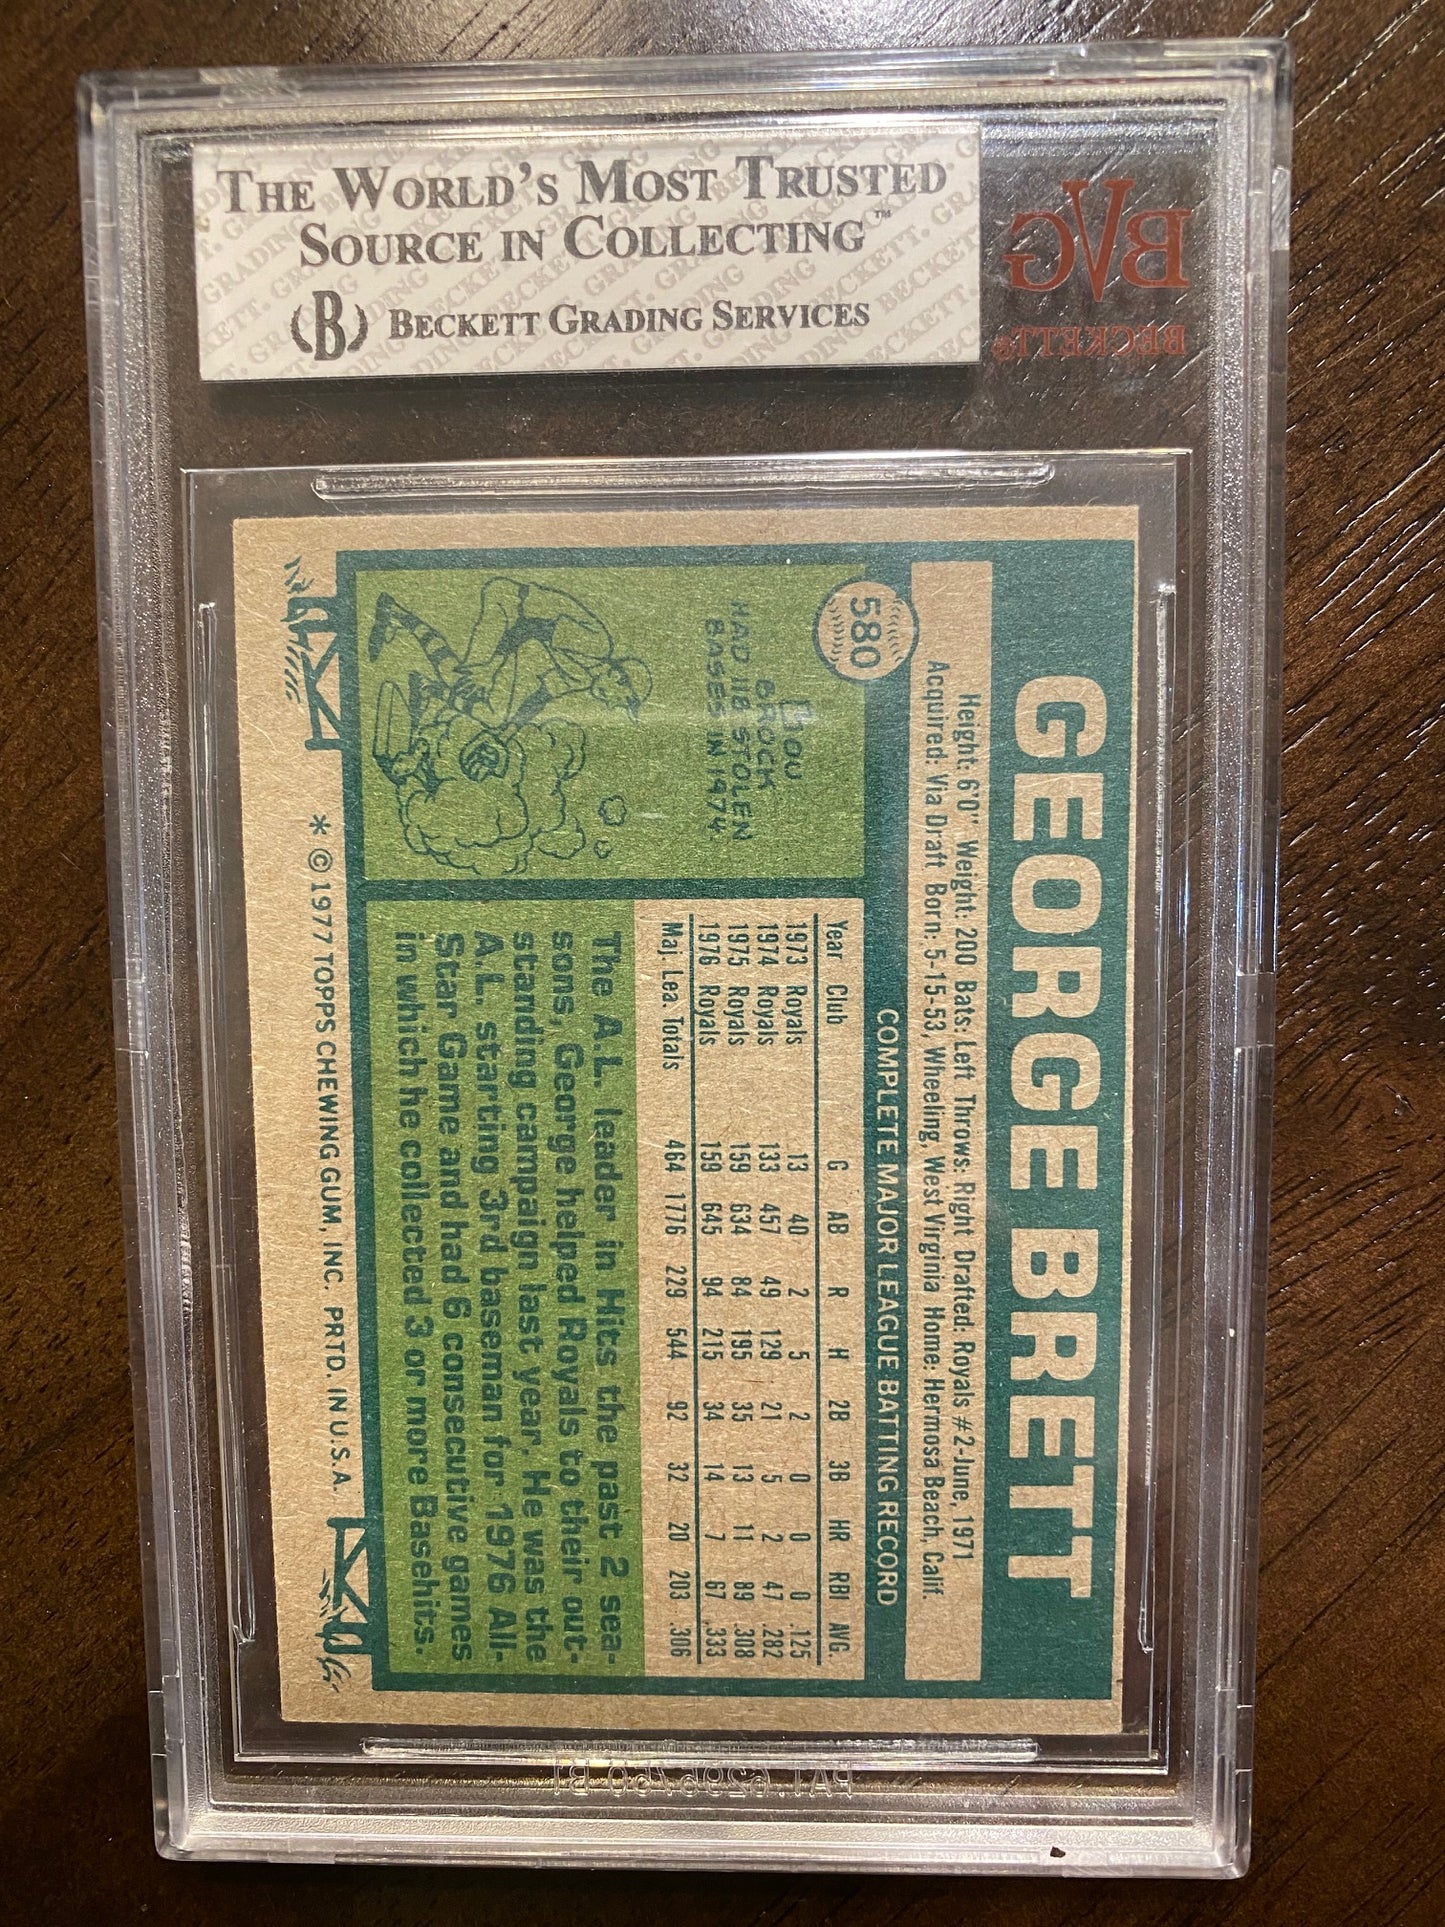 THE WORLD'S MOST TRUSTED
SOURCE IN COLLECTING™
(B) BECKETT GRADING SERVICES
BVG
BECKETT®
GEORGE BRETT
Height: 6'0" Weight: 200 Bats: Left Throws: Right Drafted: Royals #2-June, 1971
Acquired: Via Draft Born: 5-15-53, Wheeling, West Virginia Home: Hermosa Beach, Calif.
580
COMPLETE MAJOR LEAGUE BATTING RECORD
Year Club G AB R H 2B 3B HR RBI AVG.
1973 Royals 13 40 2 5 2 0 0 0 .125
1974 Royals 133 457 49 129 21 5 2 47 .282
1975 Royals 159 634 84 195 35 13 11 89 .308
1976 Royals 159 645 94 215 34 14 7 67 .333
Maj. Lea. Totals 464 1776 229 544 92 32 20 203 .306
LOU
BROCK
HAD 118 STOLEN
BASES IN 1974
The A.L. leader in Hits the past 2 sea-
sons, George helped Royals to their out-
standing campaign last year. He was the
A.L. starting 3rd baseman for 1976 All-
Star Game and had 6 consecutive games
in which he collected 3 or more Basehits.
* © 1977 TOPPS CHEWING GUM, INC. PRTD. IN U.S.A.